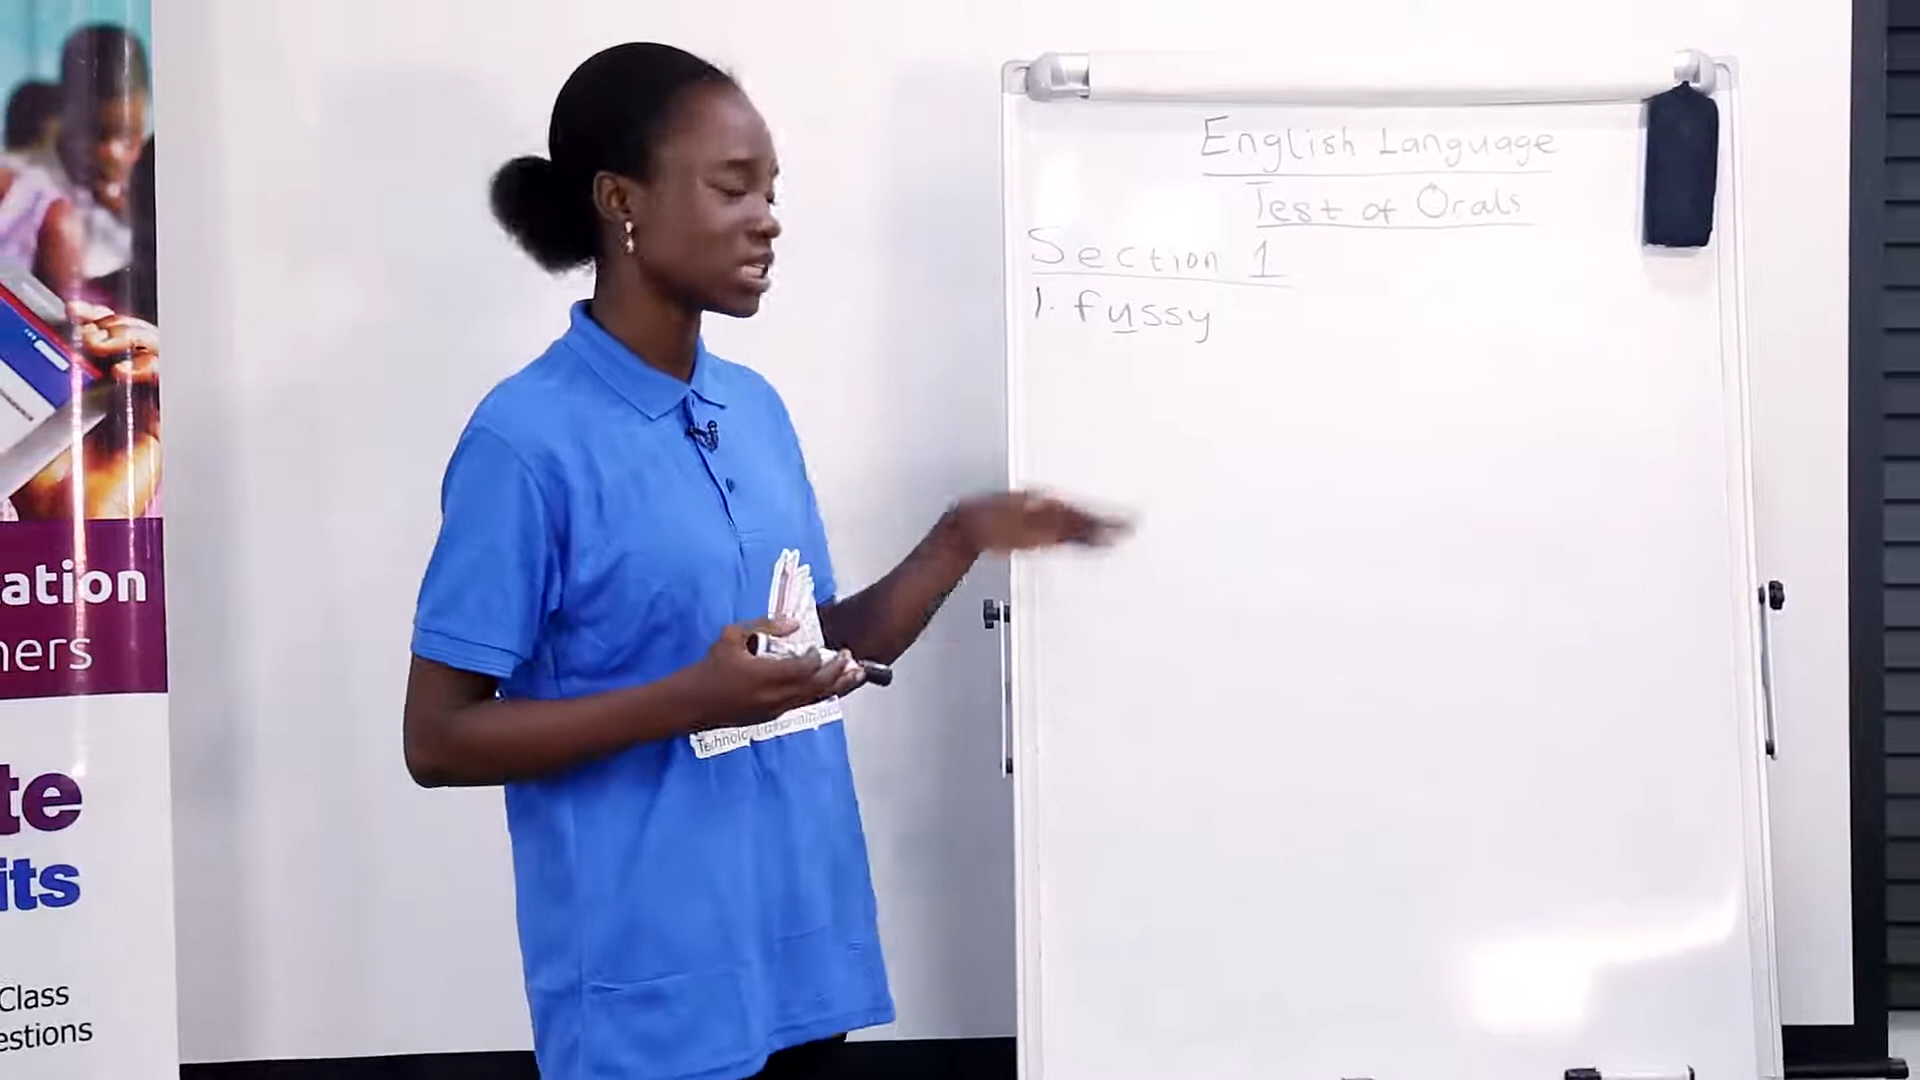 English Language
Test of Orals
Section 1
1. fussy
ation
ners
te
its
Class
estions